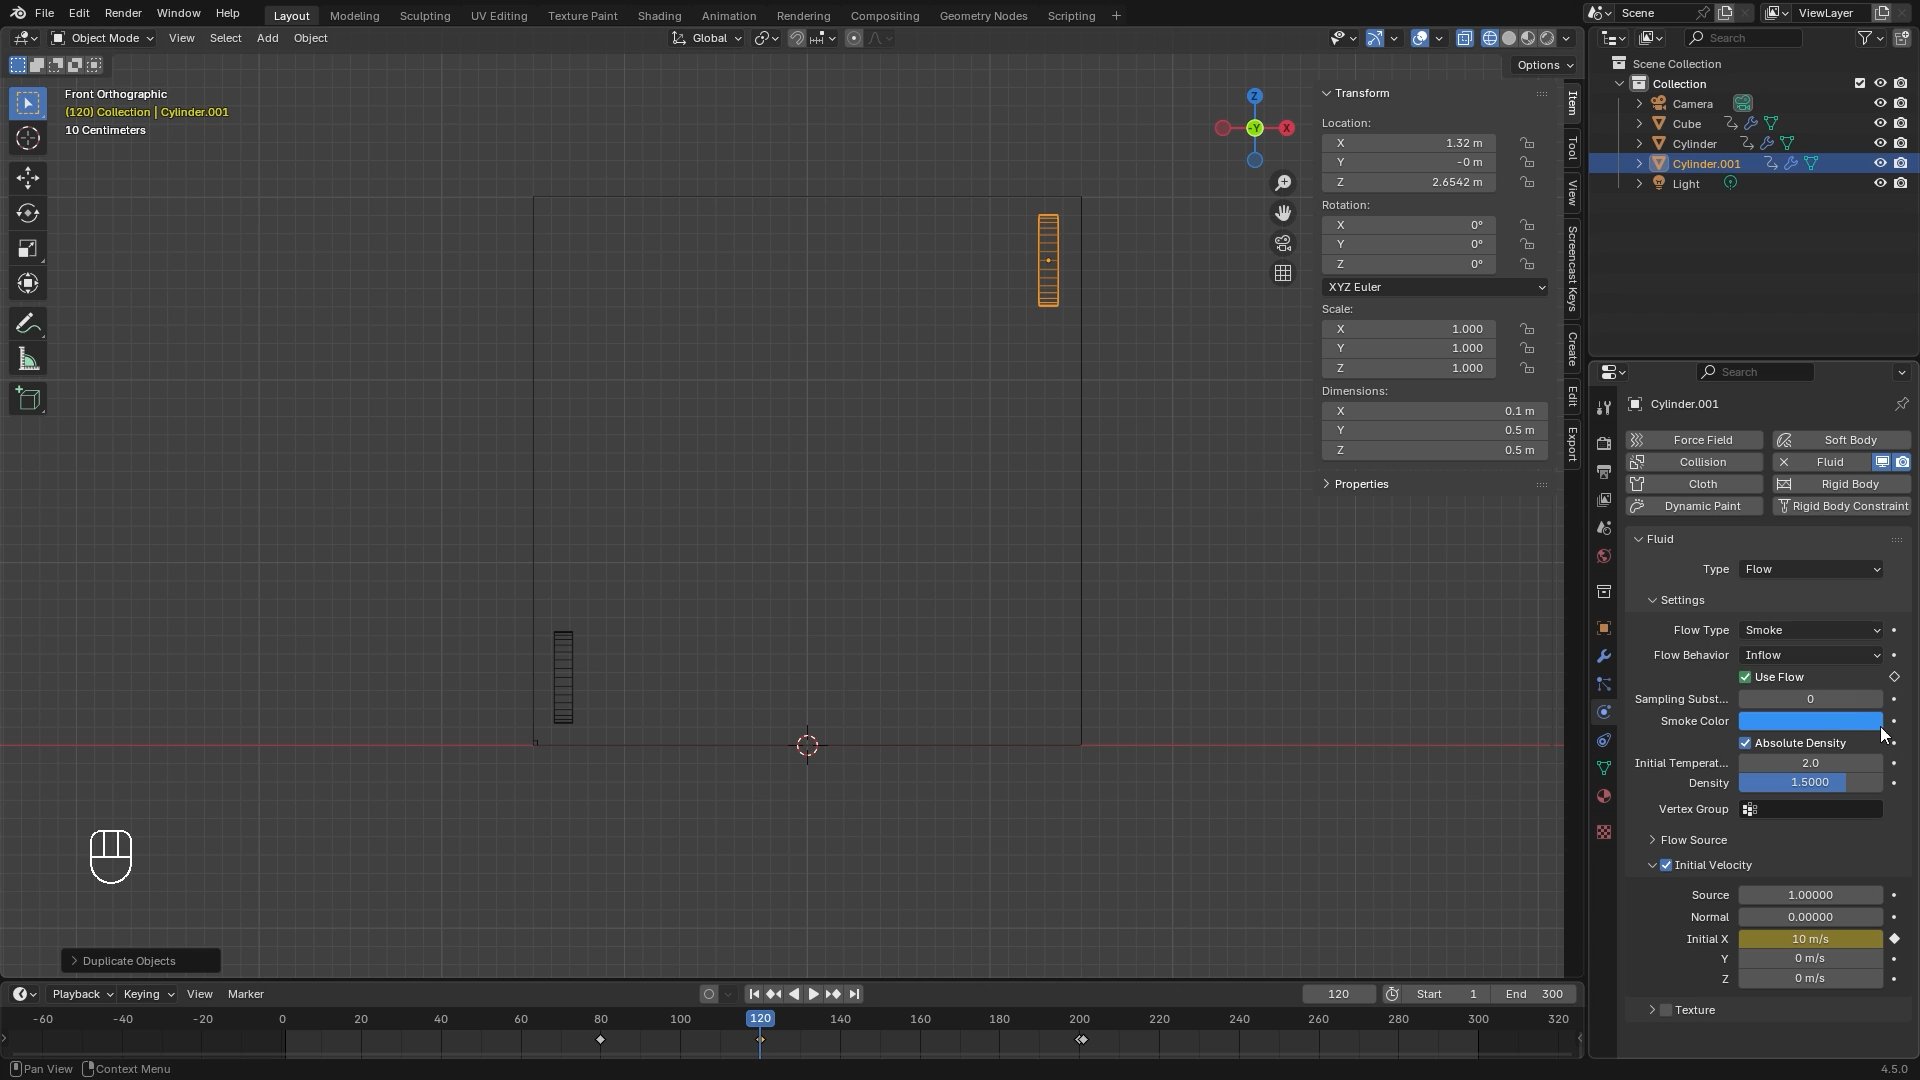 File Edit Render Window Help Layout Modeling Sculpting UV Editing Texture Paint Shading Animation Rendering Compositing Geometry Nodes Scripting Scene ViewLayer
Object Mode View Select Add Object Global Search
Options
Scene Collection
Collection
Camera
Cube
Cylinder
Cylinder.001
Light
Front Orthographic
(120) Collection | Cylinder.001
10 Centimeters
Z
-Y X
Transform
Location:
X 1.32 m
Y -0 m
Z 2.6542 m
Rotation:
X 0°
Y 0°
Z 0°
XYZ Euler
Scale:
X 1.000
Y 1.000
Z 1.000
Dimensions:
X 0.1 m
Y 0.5 m
Z 0.5 m
Properties
Item
Tool
View
Screencast Keys
Create
Edit
Export
Search
Cylinder.001
Force Field Soft Body
Collision Fluid
Cloth Rigid Body
Dynamic Paint Rigid Body Constraint
Fluid
Type Flow
Settings
Flow Type Smoke
Flow Behavior Inflow
Use Flow
Sampling Subst... 0
Smoke Color
Absolute Density
Initial Temperat... 2.0
Density 1.5000
Vertex Group
Flow Source
Initial Velocity
Source 1.00000
Normal 0.00000
Initial X 10 m/s
Y 0 m/s
Z 0 m/s
Texture
Duplicate Objects
Playback Keying View Marker 120 Start 1 End 300
-60 -40 -20 0 20 40 60 80 100 120 140 160 180 200 220 240 260 280 300 320
Pan View Context Menu 4.5.0